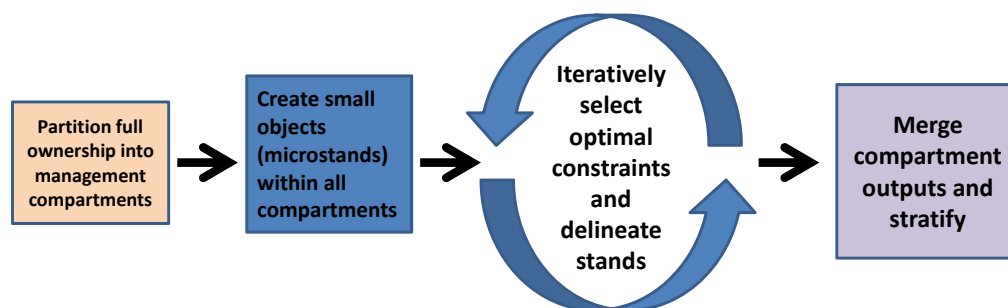 Partition full
ownership into
management
compartments
Create small
objects
(microstands)
within all
compartments
Iteratively
select
optimal
constraints
and
delineate
stands
Merge
compartment
outputs and
stratify